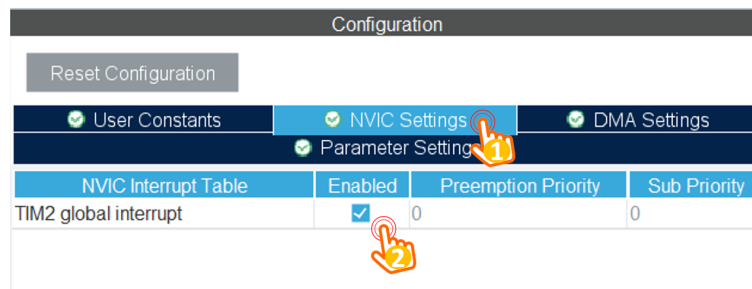 Configuration
Reset Configuration
User Constants NVIC Settings DMA Settings
Parameter Setting
1
NVIC Interrupt Table Enabled Preemption Priority Sub Priority
TIM2 global interrupt 0 0
2